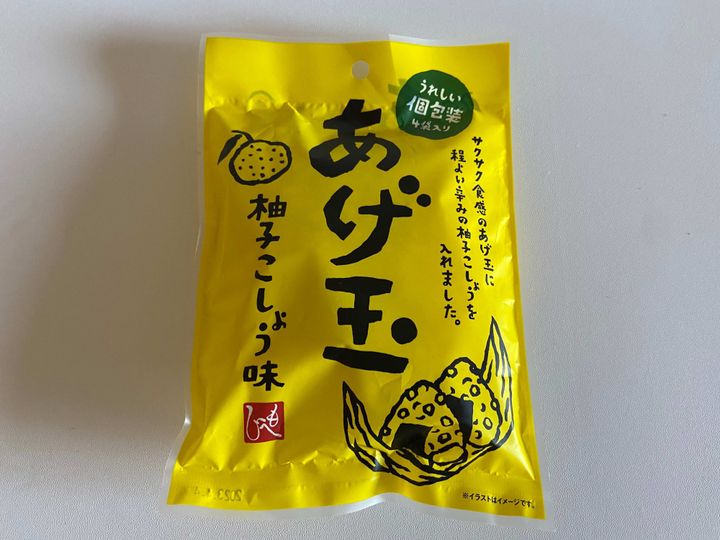 うれしい
個包装
4袋入り
あげ玉
柚子こしょう味
サクサク食感のあげ玉に
程よい辛みの柚子こしょうを
入れました。
もへじ
※イラストはイメージです。